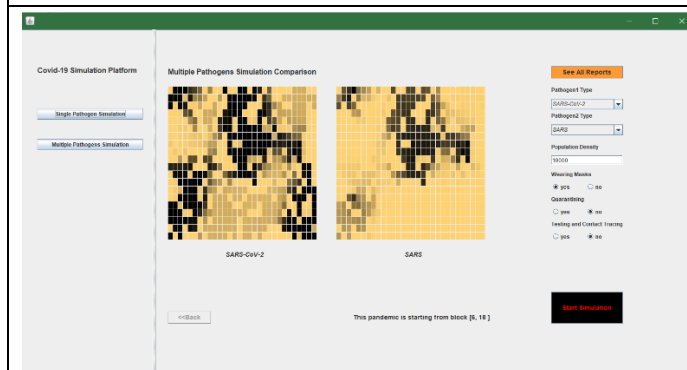 Covid-19 Simulation Platform
Single Pathogen Simulation
Multiple Pathogens Simulation
Multiple Pathogens Simulation Comparison
SARS-CoV-2
SARS
<<Back
This pandemic is starting from block [6, 18 ]
See All Reports
Pathogen1 Type
SARS-CoV-2
Pathogen2 Type
SARS
Population Density
10000
Wearing Masks
yes no
Quarantining
yes no
Testing and Contact Tracing
yes no
Start Simulation